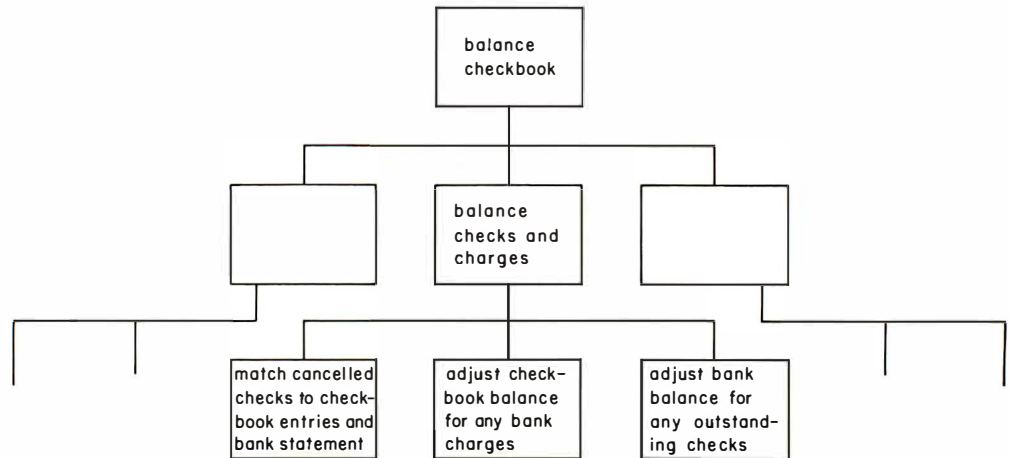 balance
checkbook
balance
checks and
charges
match cancelled
checks to check-
book entries and
bank statement
adjust check-
book balance
for any bank
charges
adjust bank
balance for
any outstand-
ing checks